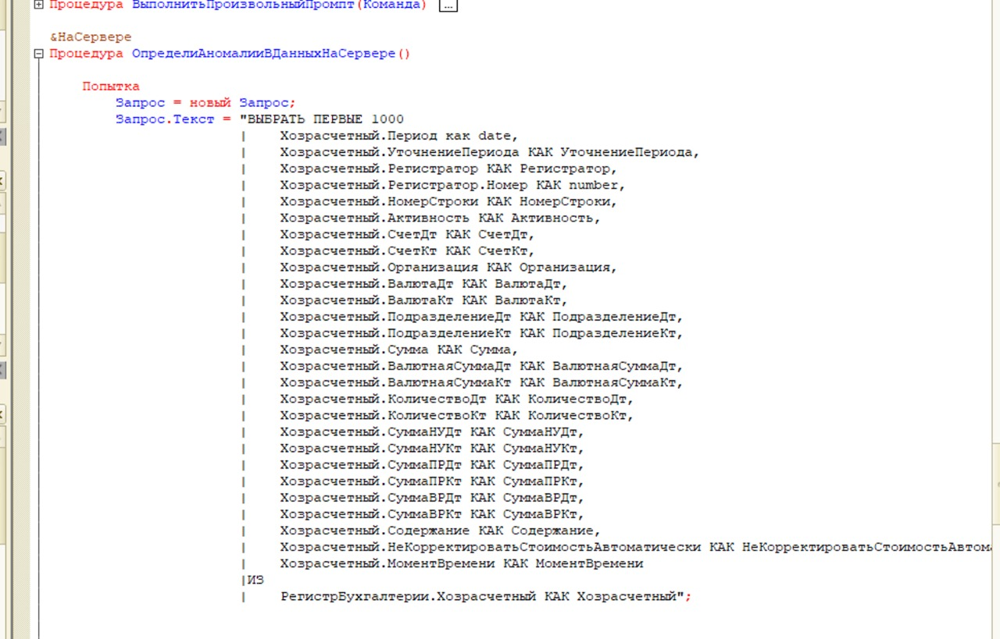 Процедура ВыполнитьПроизвольныйПромпт(Команда) ...
&НаСервере
Процедура ОпределиАномалииВДанныхНаСервере()
Попытка
Запрос = новый Запрос;
Запрос.Текст = "ВЫБРАТЬ ПЕРВЫЕ 1000
| Хозрасчетный.Период как date,
| Хозрасчетный.УточнениеПериода КАК УточнениеПериода,
| Хозрасчетный.Регистратор КАК Регистратор,
| Хозрасчетный.Регистратор.Номер КАК number,
| Хозрасчетный.НомерСтроки КАК НомерСтроки,
| Хозрасчетный.Активность КАК Активность,
| Хозрасчетный.СчетДт КАК СчетДт,
| Хозрасчетный.СчетКт КАК СчетКт,
| Хозрасчетный.Организация КАК Организация,
| Хозрасчетный.ВалютаДт КАК ВалютаДт,
| Хозрасчетный.ВалютаКт КАК ВалютаКт,
| Хозрасчетный.ПодразделениеДт КАК ПодразделениеДт,
| Хозрасчетный.ПодразделениеКт КАК ПодразделениеКт,
| Хозрасчетный.Сумма КАК Сумма,
| Хозрасчетный.ВалютнаяСуммаДт КАК ВалютнаяСуммаДт,
| Хозрасчетный.ВалютнаяСуммаКт КАК ВалютнаяСуммаКт,
| Хозрасчетный.КоличествоДт КАК КоличествоДт,
| Хозрасчетный.КоличествоКт КАК КоличествоКт,
| Хозрасчетный.СуммаНУДт КАК СуммаНУДт,
| Хозрасчетный.СуммаНУКт КАК СуммаНУКт,
| Хозрасчетный.СуммаПРДт КАК СуммаПРДт,
| Хозрасчетный.СуммаПРКт КАК СуммаПРКт,
| Хозрасчетный.СуммаВРДт КАК СуммаВРДт,
| Хозрасчетный.СуммаВРКт КАК СуммаВРКт,
| Хозрасчетный.Содержание КАК Содержание,
| Хозрасчетный.НеКорректироватьСтоимостьАвтоматически КАК НеКорректироватьСтоимостьАвтома
| Хозрасчетный.МоментВремени КАК МоментВремени
|ИЗ
| РегистрБухгалтерии.Хозрасчетный КАК Хозрасчетный";